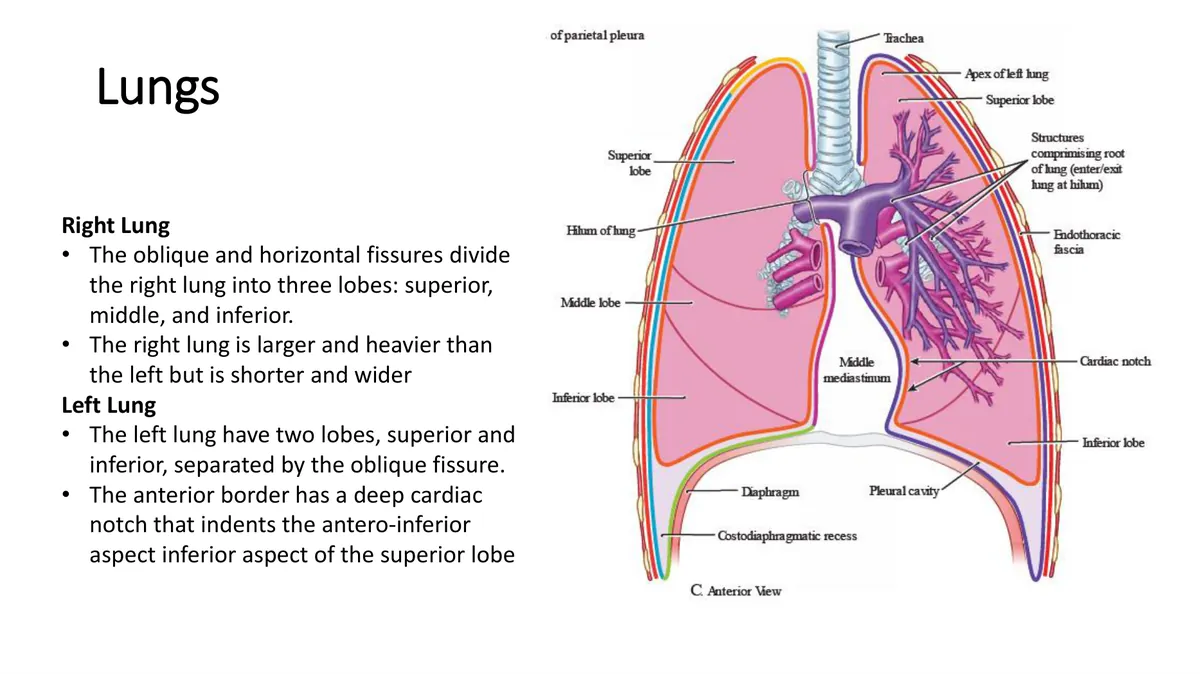 Lungs
Right Lung
• The oblique and horizontal fissures divide
the right lung into three lobes: superior,
middle, and inferior.
• The right lung is larger and heavier than
the left but is shorter and wider
Left Lung
• The left lung have two lobes, superior and
inferior, separated by the oblique fissure.
• The anterior border has a deep cardiac
notch that indents the antero-inferior
aspect inferior aspect of the superior lobe
of parietal pleura
Trachea
Apex of left lung
Superior lobe
Structures
comprimising root
of lung (enter/exit
lung at hilum)
Superior
lobe
Hilum of lung
Endothoracic
fascia
Middle lobe
Middle
mediastinum
Cardiac notch
Inferior lobe
Inferior lobe
Diaphragm
Pleural cavity
Costodiaphragmatic recess
C. Anterior View